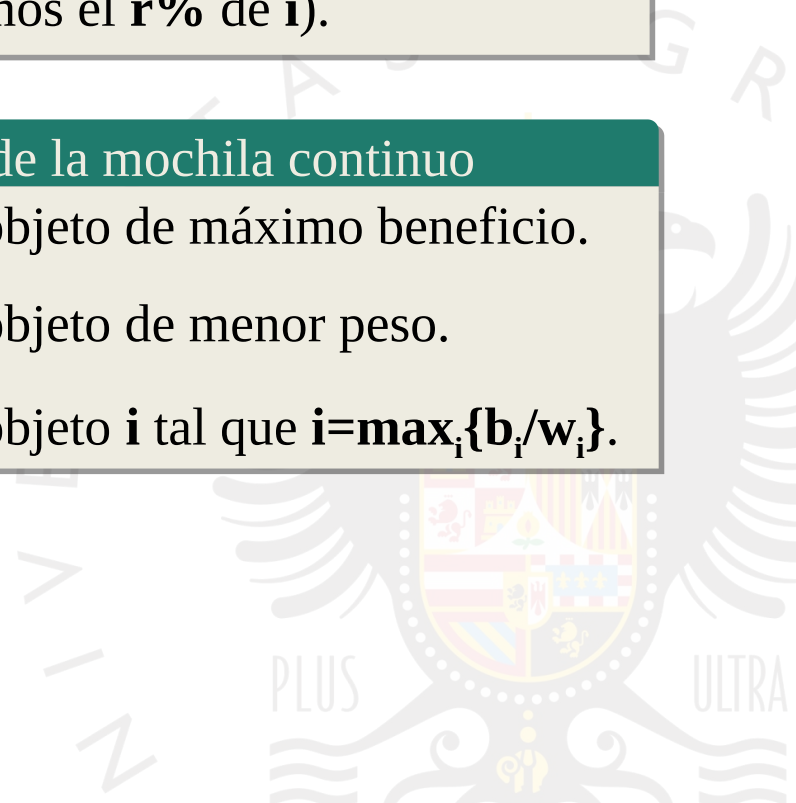 mos el r% de i).
de la mochila continuo
objeto de máximo beneficio.
objeto de menor peso.
objeto i tal que i=maxi{bi/wi}.
PLUS ULTRA